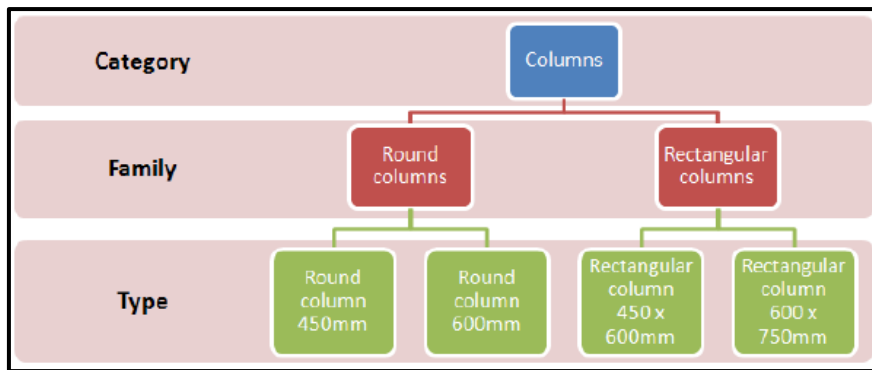 Category
Columns
Family
Round
columns
Rectangular
columns
Type
Round
column
450mm
Round
column
600mm
Rectangular
column
450 x
600mm
Rectangular
column
600 x
750mm